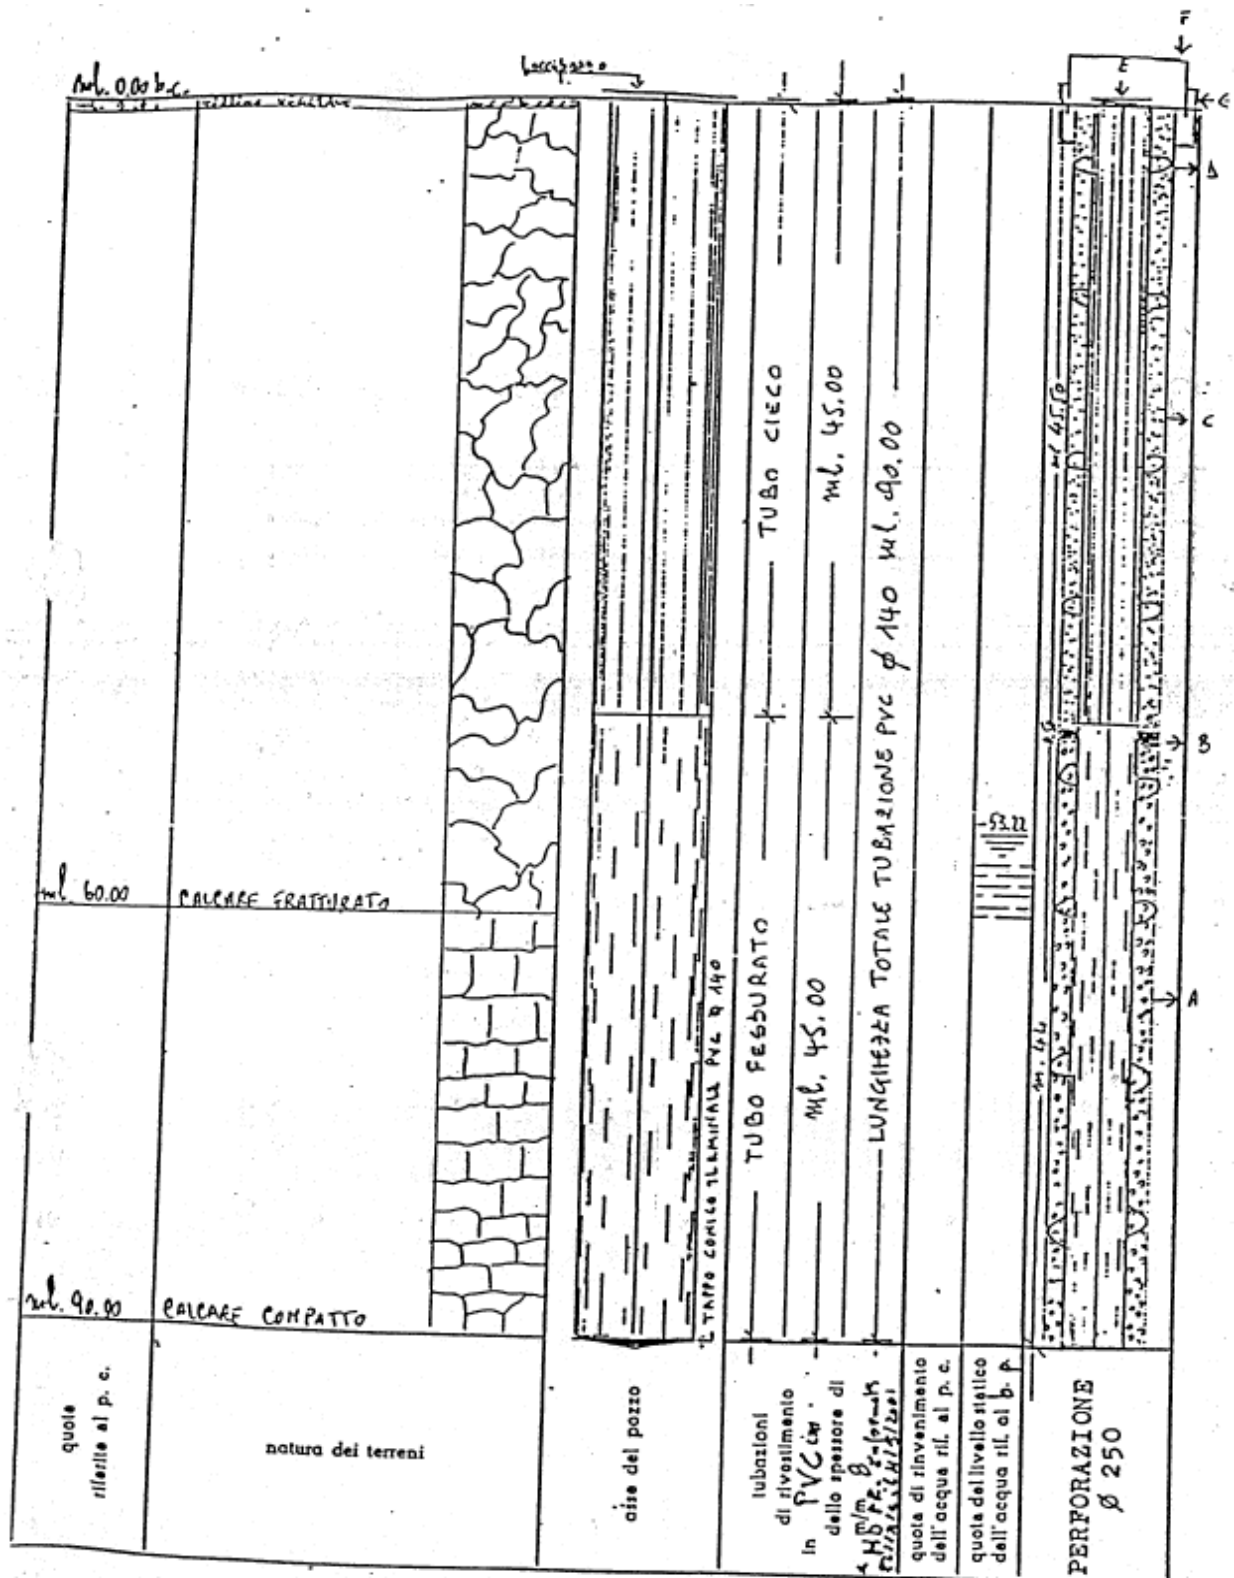 F
E
boccapozzo
ml. 0,00 p.c.
G
D
C
B
A
TUBO CIECO
ml. 45,00
LUNGHEZZA TOTALE TUBAZIONE PVC ø 140 ml. 90.00
ml 45.50
-53.22
ml. 60.00
CALCARE FRATTURATO
TUBO FESSURATO
ml. 45.00
TAPPO CONICO TERMINALE PVC ø 140
m. 44
ml. 90.00
CALCARE COMPATTO
quote
riferite al p. c.
natura dei terreni
asse del pozzo
tubazioni
di rivestimento
in PVC
dello spessore di
m/m 8
quota di rinvenimento
dell'acqua rif. al p. c.
quota del livello statico
dell'acqua rif. al b. p
PERFORAZIONE
Ø 250